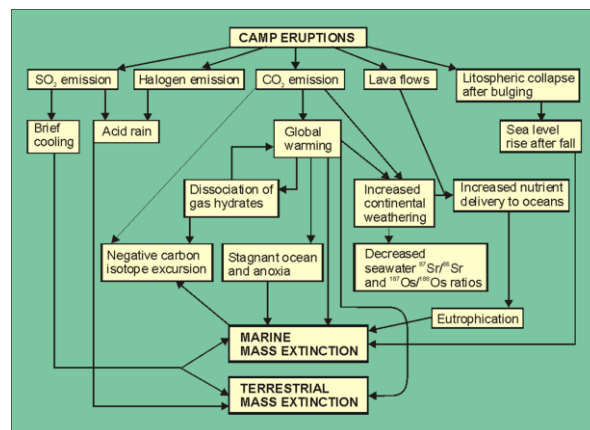 CAMP ERUPTIONS
SO₂ emission
Halogen emission
CO₂ emission
Lava flows
Litospheric collapse
after bulging
Brief
cooling
Acid rain
Global
warming
Sea level
rise after fall
Dissociation of
gas hydrates
Increased
continental
weathering
Increased nutrient
delivery to oceans
Negative carbon
isotope excursion
Stagnant ocean
and anoxia
Decreased
seawater ⁸⁷Sr/⁸⁶Sr
and ¹⁸⁷Os/¹⁸⁸Os ratios
Eutrophication
MARINE
MASS EXTINCTION
TERRESTRIAL
MASS EXTINCTION